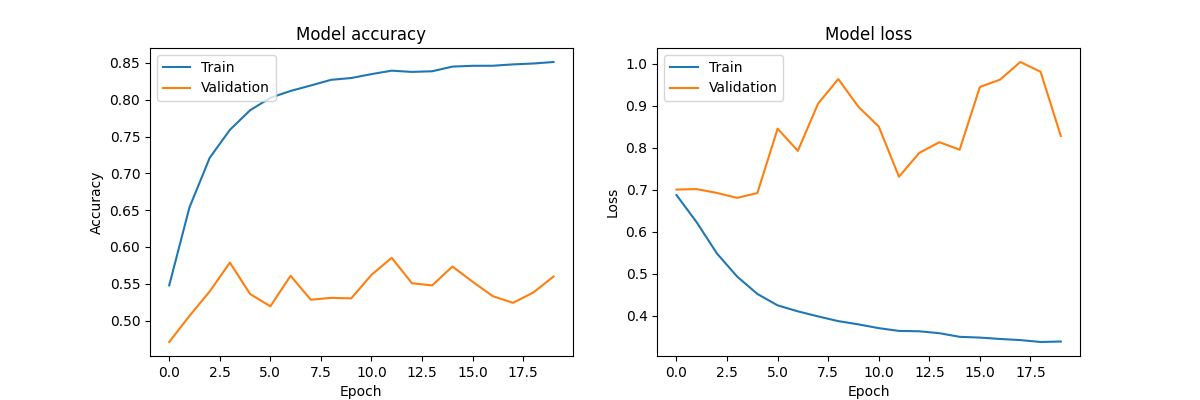 Model accuracy
Train
Validation
0.85
0.80
0.75
0.70
0.65
0.60
0.55
0.50
Accuracy
0.0 2.5 5.0 7.5 10.0 12.5 15.0 17.5
Epoch
Model loss
Train
Validation
1.0
0.9
0.8
0.7
0.6
0.5
0.4
Loss
0.0 2.5 5.0 7.5 10.0 12.5 15.0 17.5
Epoch